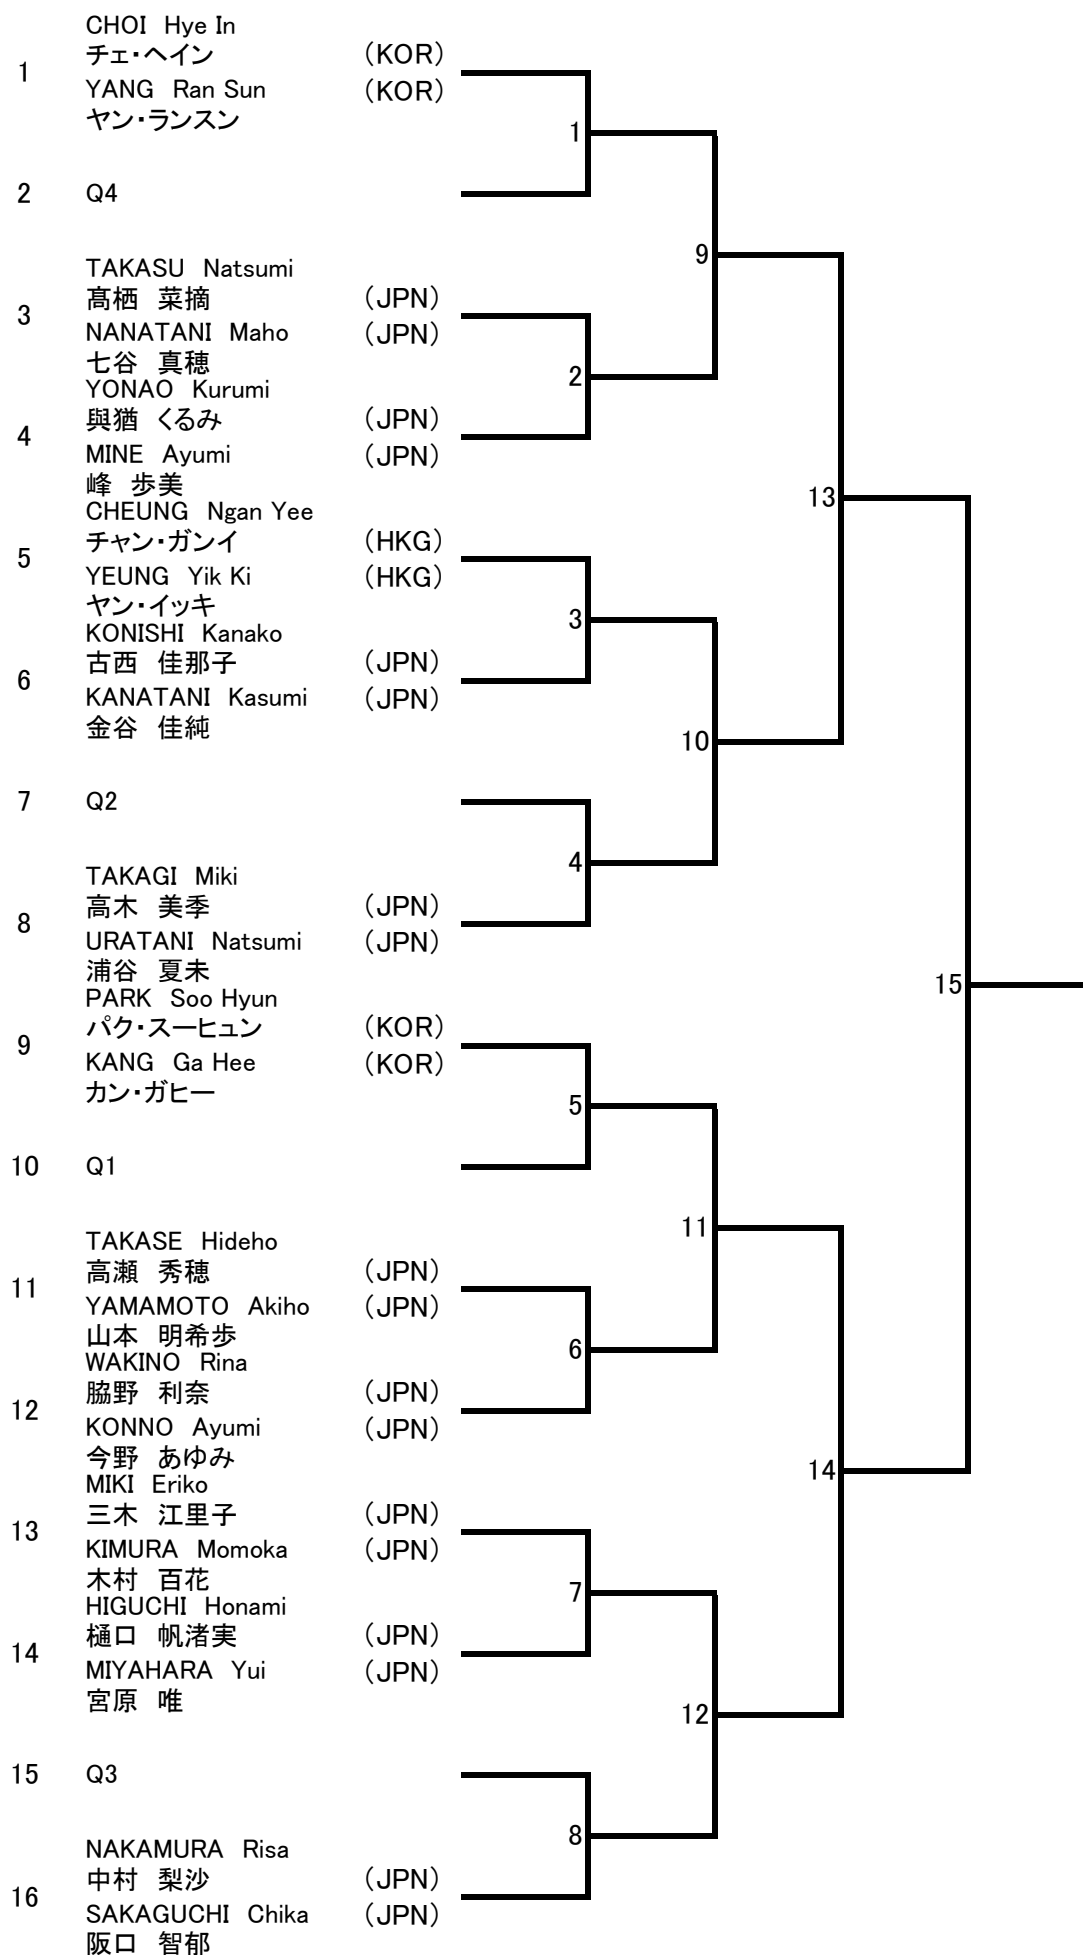 CHOI Hye In
1 チェ・ヘイン (KOR)
YANG Ran Sun (KOR)
ヤン・ランスン
1
2 Q4
9
TAKASU Natsumi
3 髙栖 菜摘 (JPN)
NANATANI Maho (JPN)
七谷 真穂
2
YONAO Kurumi
4 與猶 くるみ (JPN)
MINE Ayumi (JPN)
峰 歩美
13
CHEUNG Ngan Yee
5 チャン・ガンイ (HKG)
YEUNG Yik Ki (HKG)
ヤン・イッキ
3
KONISHI Kanako
6 古西 佳那子 (JPN)
KANATANI Kasumi (JPN)
金谷 佳純
10
7 Q2
4
TAKAGI Miki
8 高木 美季 (JPN)
URATANI Natsumi (JPN)
浦谷 夏未
15
PARK Soo Hyun
9 パク・スーヒュン (KOR)
KANG Ga Hee (KOR)
カン・ガヒー
5
10 Q1
11
TAKASE Hideho
11 高瀬 秀穂 (JPN)
YAMAMOTO Akiho (JPN)
山本 明希歩
6
WAKINO Rina
12 脇野 利奈 (JPN)
KONNO Ayumi (JPN)
今野 あゆみ
14
MIKI Eriko
13 三木 江里子 (JPN)
KIMURA Momoka (JPN)
木村 百花
7
HIGUCHI Honami
14 樋口 帆渚実 (JPN)
MIYAHARA Yui (JPN)
宮原 唯
12
15 Q3
8
NAKAMURA Risa
16 中村 梨沙 (JPN)
SAKAGUCHI Chika (JPN)
阪口 智郁